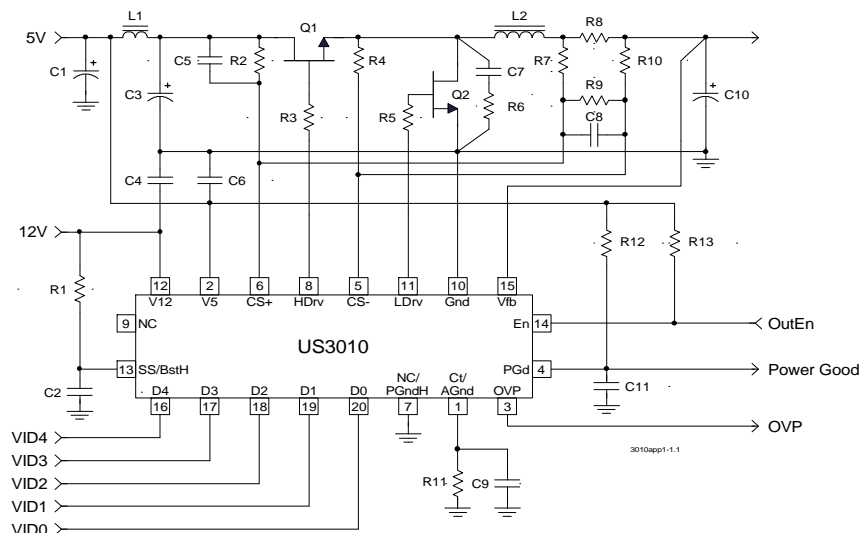 L1
Q1
L2
5V
C5
R2
R4
R7
R8
R10
C1
C3
C7
R9
C10
Q2
R3
R5
R6
C8
C4
C6
12V
R12
R13
R1
12
2
6
8
5
11
10
15
V12
V5
CS+
HDrv
CS-
LDrv
Gnd
Vfb
9
NC
En
14
OutEn
US3010
13
SS/BstH
PGd
4
Power Good
C2
D4
D3
D2
D1
D0
NC/
PGndH
Ct/
AGnd
OVP
C11
16
17
18
19
20
7
1
3
OVP
VID4
VID3
VID2
VID1
VID0
R11
C9
3010app1-1.1